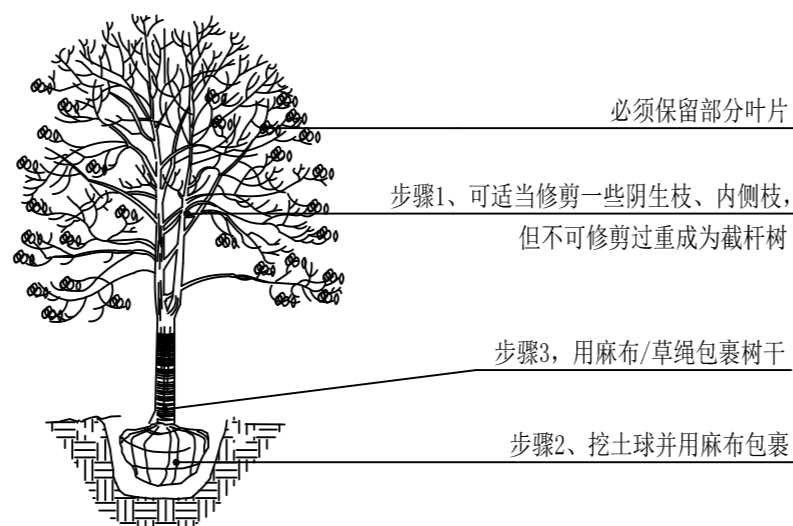 必须保留部分叶片
步骤1、可适当修剪一些阴生枝、内侧枝，
但不可修剪过重成为截杆树
步骤3，用麻布/草绳包裹树干
步骤2、挖土球并用麻布包裹